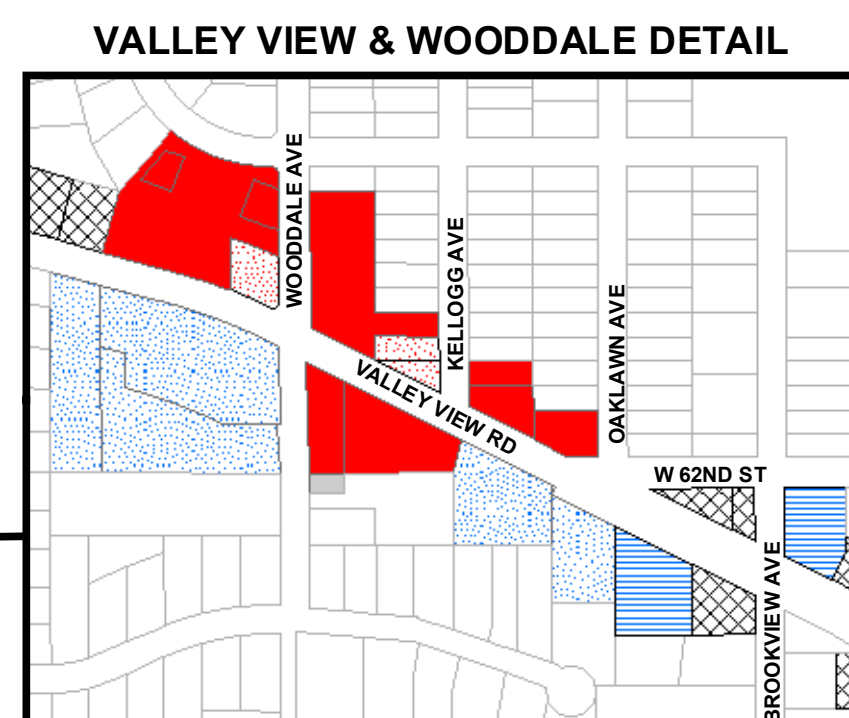 VALLEY VIEW & WOODDALE DETAIL
WOODDALE AVE
KELLOGG AVE
OAKLAWN AVE
VALLEY VIEW RD
W 62ND ST
BROOKVIEW AVE